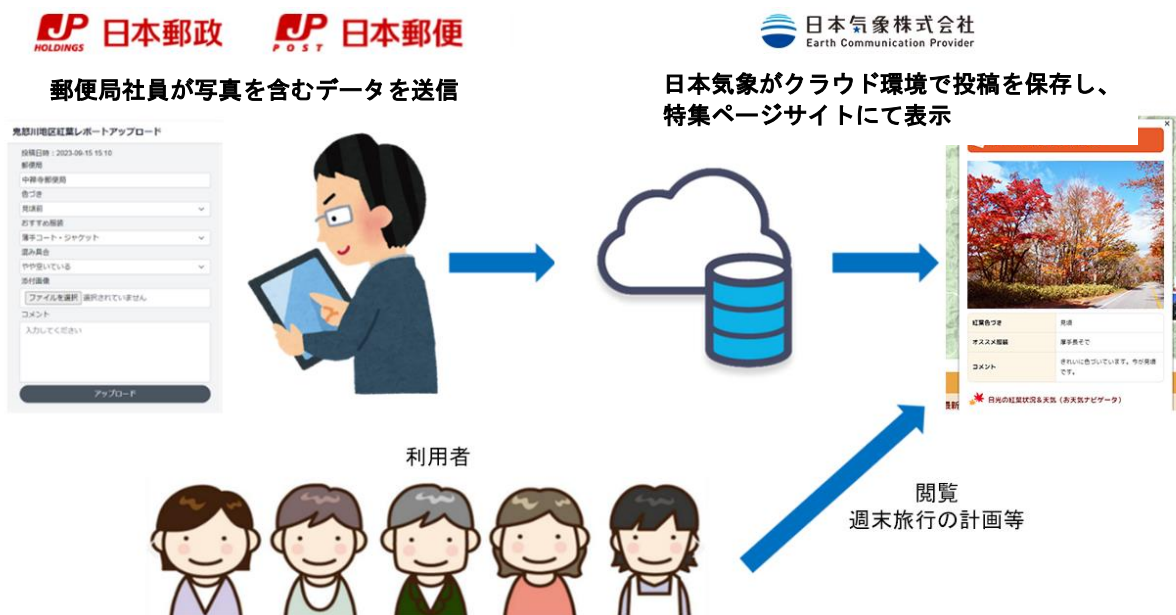 JP
HOLDINGS
日本郵政
JP
POST
日本郵便
日本気象株式会社
Earth Communication Provider
郵便局社員が写真を含むデータを送信
日本気象がクラウド環境で投稿を保存し、
特集ページサイトにて表示
鬼怒川地区紅葉レポートアップロード
投稿日時：2023-09-15 15:10
郵便局
中禅寺郵便局
色づき
見頃前
おすすめ服装
薄手コート・ジャケット
混み具合
やや空いている
添付画像
ファイルを選択 選択されていません
コメント
入力してください
アップロード
紅葉色づき
見頃
オススメ服装
薄手長そで
コメント
きれいに色づいています。今が見頃
です。
日光の紅葉状況&天気（お天気ナビゲータ）
利用者
閲覧
週末旅行の計画等